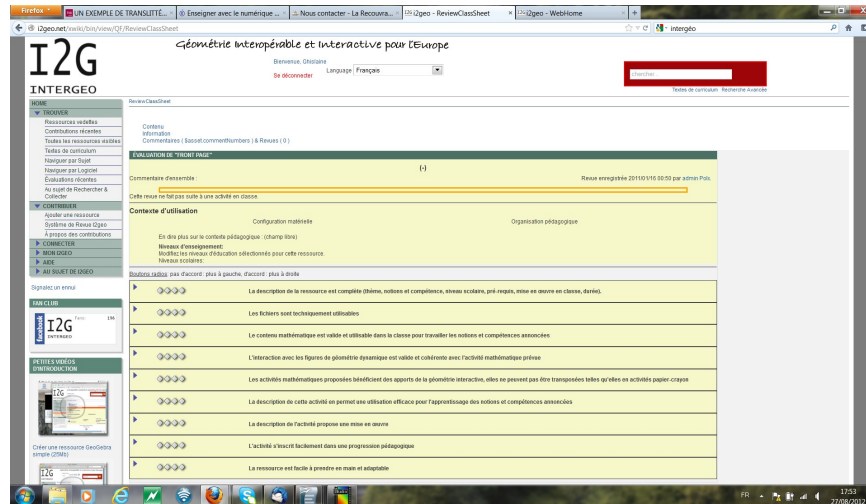 Firefox
UN EXEMPLE DE TRANSLITTÉ...
Enseigner avec le numérique ...
Nous contacter - La Recouvra...
i2geo - ReviewClassSheet
i2geo - WebHome
i2geo.net/xwiki/bin/view/QF/ReviewClassSheet
intergéo
I2G
INTERGEO
Géométrie Interopérable et Interactive pour l'Europe
Bienvenue, Ghislaine
Se déconnecter
Language Français
chercher
Textes de curriculum Recherche Avancée
HOME
TROUVER
Ressources vedettes
Contributions récentes
Toutes les ressources visibles
Textes de curriculum
Naviguer par Sujet
Naviguer par Logiciel
Évaluations récentes
Au sujet de Rechercher &
Collecter
CONTRIBUER
Ajouter une ressource
Système de Revue I2geo
À propos des contributions
CONNECTER
MON I2GEO
AIDE
AU SUJET DE I2GEO
Signalez un ennui
FAN CLUB
facebook
I2G
INTERGEO
Fans:
196
PETITES VIDÉOS
D'INTRODUCTION
I2G
Créer une ressource GeoGebra
simple (25Mb)
I2G
ReviewClassSheet
Contenu
Information
Commentaires ( $asset.commentNumbers ) & Revues ( 0 )
ÉVALUATION DE "FRONT PAGE"
(-)
Commentaire d'ensemble :
Revue enregistrée 2011/01/16 00:50 par admin Polx.
Cette revue ne fait pas suite à une activité en classe.
Contexte d'utilisation
Configuration matérielle
Organisation pédagogique
En dire plus sur le contexte pédagogique : (champ libre)
Niveaux d'enseignement:
Modifiez les niveaux d'éducation sélectionnés pour cette ressource.
Niveaux scolaires:
Boutons radios: pas d'accord : plus à gauche, d'accord : plus à droite
La description de la ressource est complète (thème, notions et compétence, niveau scolaire, pré-requis, mise en œuvre en classe, durée).
Les fichiers sont techniquement utilisables
Le contenu mathématique est valide et utilisable dans la classe pour travailler les notions et compétences annoncées
L'interaction avec les figures de géométrie dynamique est valide et cohérente avec l'activité mathématique prévue
Les activités mathématiques proposées bénéficient des apports de la géométrie interactive, elles ne peuvent pas être transposées telles qu'elles en activités papier-crayon
La description de cette activité en permet une utilisation efficace pour l'apprentissage des notions et compétences annoncées
La description de l'activité propose une mise en œuvre
L'activité s'inscrit facilement dans une progression pédagogique
La ressource est facile à prendre en main et adaptable
FR
17:53
27/08/2012